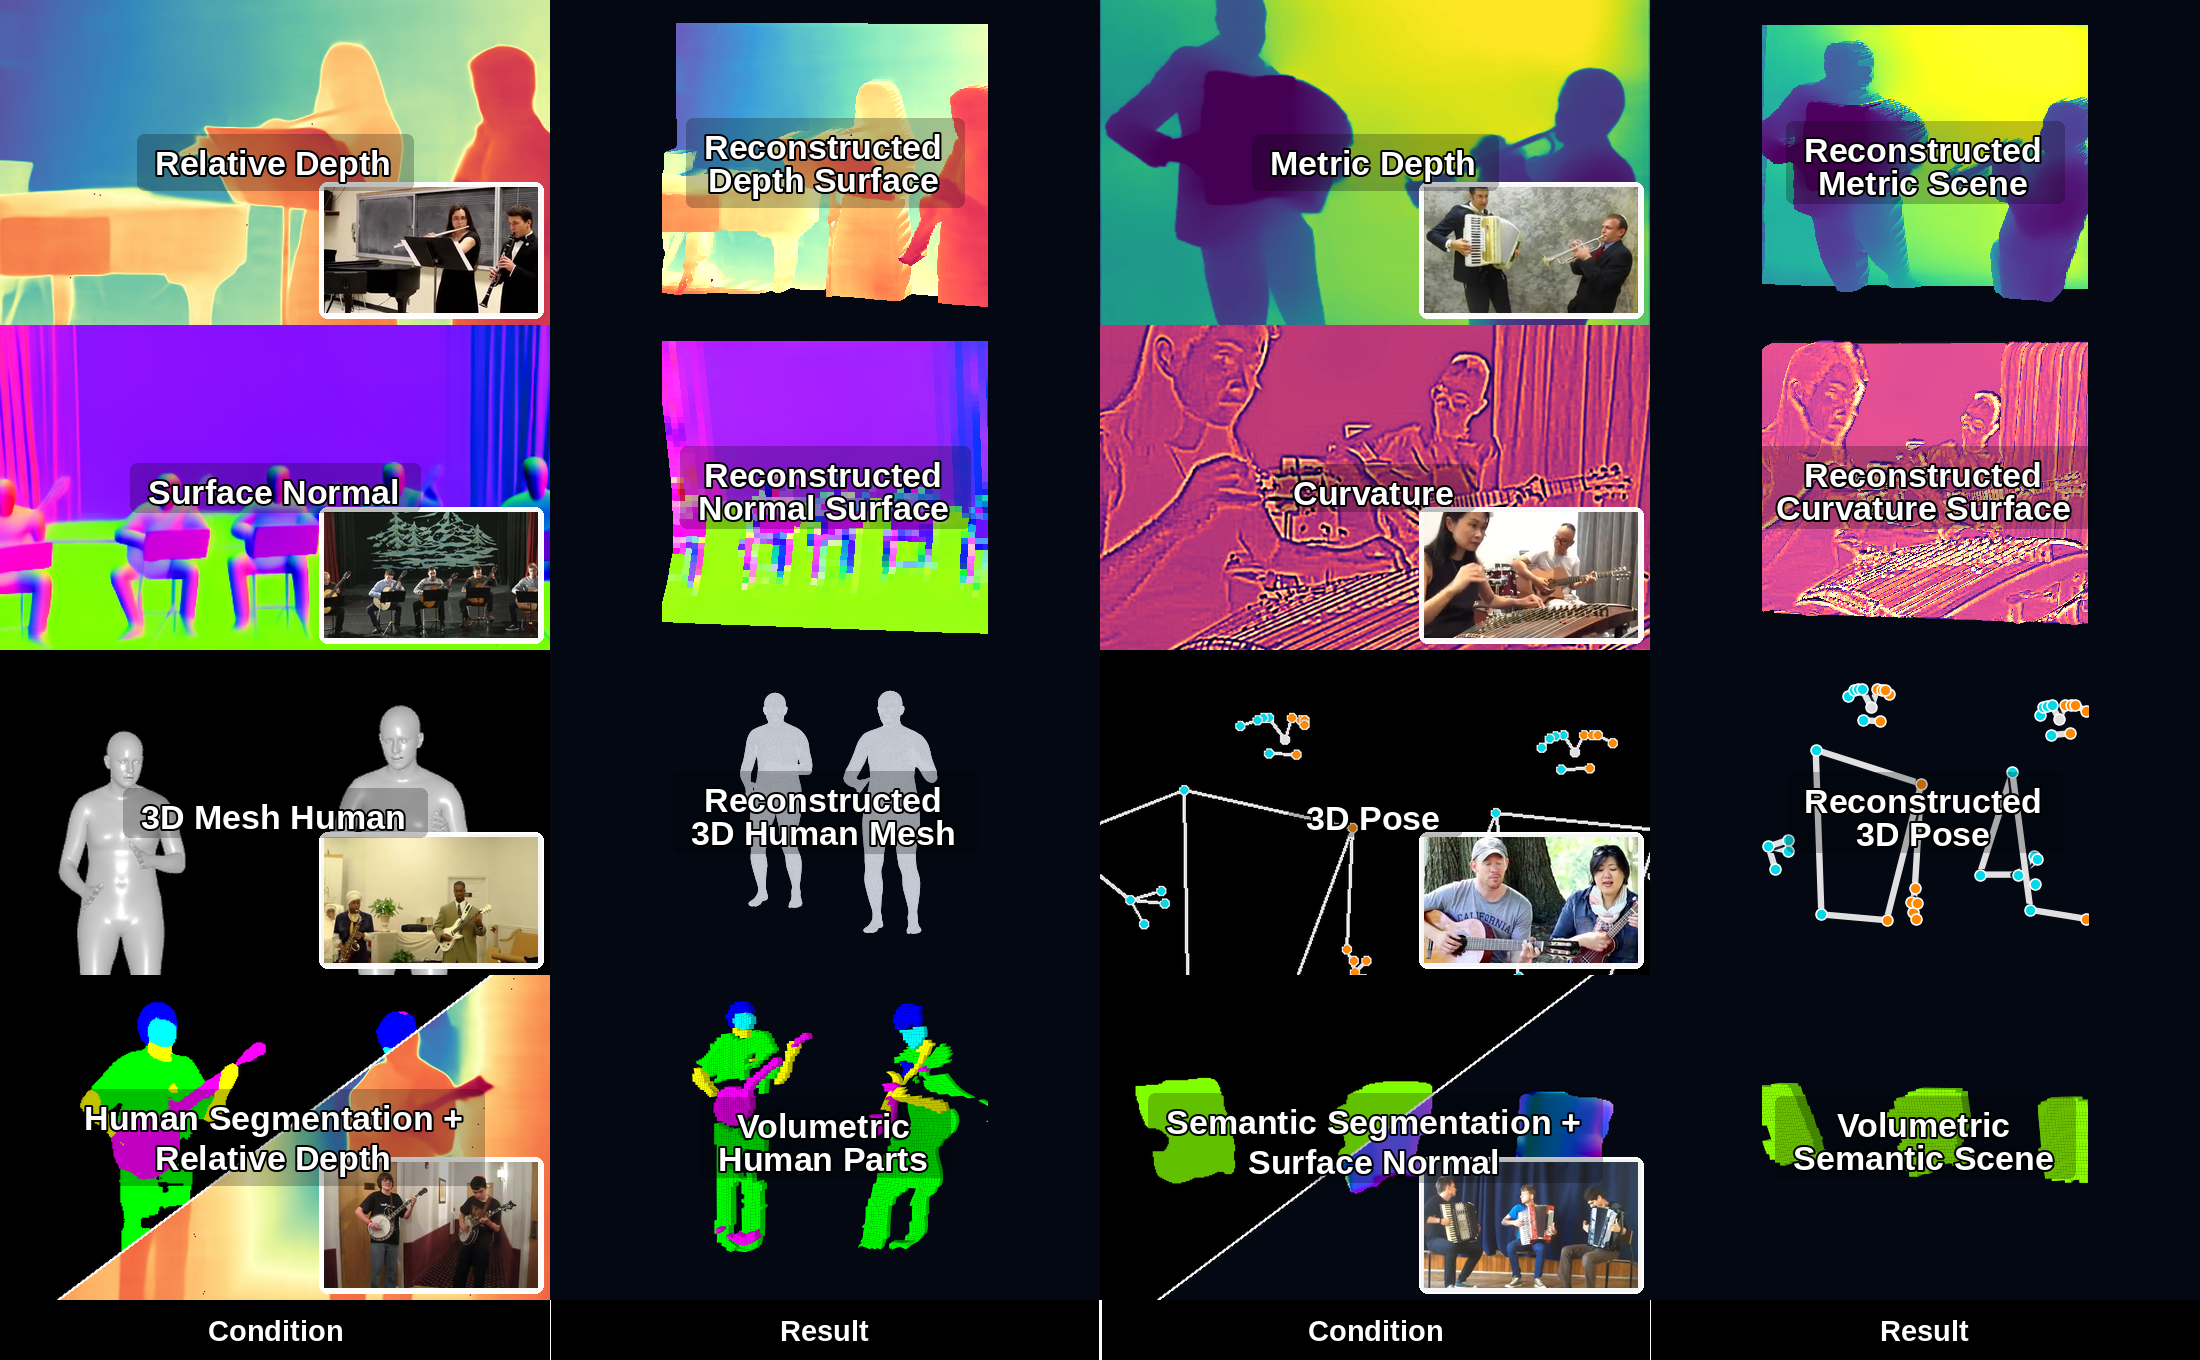 Relative Depth
Reconstructed
Depth Surface
Metric Depth
Reconstructed
Metric Scene
Surface Normal
Reconstructed
Normal Surface
Curvature
Reconstructed
Curvature Surface
3D Mesh Human
Reconstructed
3D Human Mesh
3D Pose
CALIFORNIA
Reconstructed
3D Pose
Human Segmentation +
Relative Depth
Volumetric
Human Parts
Semantic Segmentation +
Surface Normal
Volumetric
Semantic Scene
Condition
Result
Condition
Result